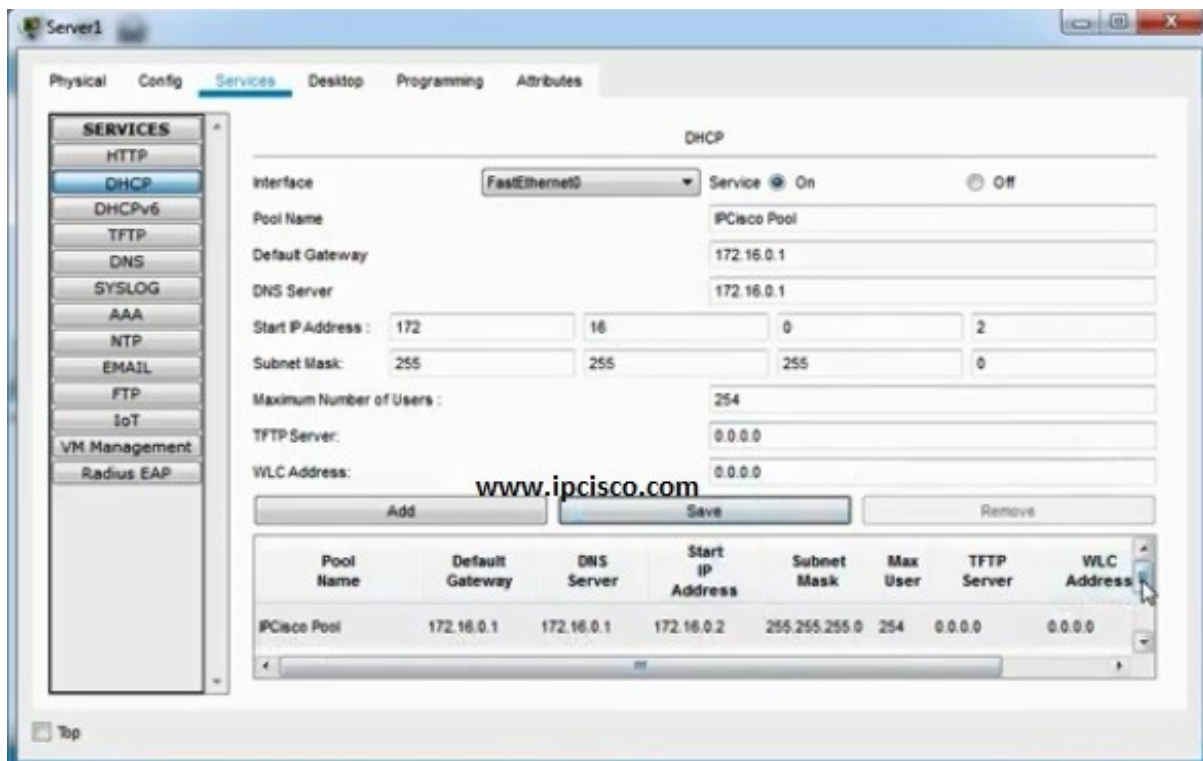 Server1
Physical Config Services Desktop Programming Attributes
SERVICES
HTTP
DHCP
DHCPv6
TFTP
DNS
SYSLOG
AAA
NTP
EMAIL
FTP
IoT
VM Management
Radius EAP
DHCP
Interface FastEthernet0 Service On Off
Pool Name IPCisco Pool
Default Gateway 172.16.0.1
DNS Server 172.16.0.1
Start IP Address : 172 16 0 2
Subnet Mask: 255 255 255 0
Maximum Number of Users : 254
TFTP Server: 0.0.0.0
WLC Address: 0.0.0.0
www.ipcisco.com
Add Save Remove
Pool Name Default Gateway DNS Server Start IP Address Subnet Mask Max User TFTP Server WLC Address
IPCisco Pool 172.16.0.1 172.16.0.1 172.16.0.2 255.255.255.0 254 0.0.0.0 0.0.0.0
Top